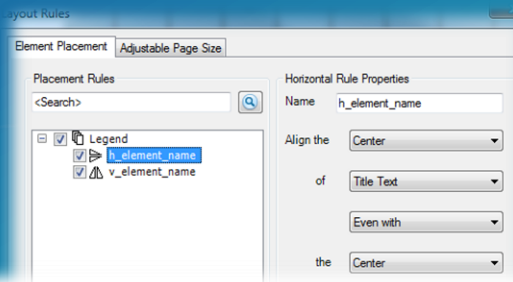 Layout Rules
Element Placement
Adjustable Page Size
Placement Rules
<Search>
Legend
h_element_name
v_element_name
Horizontal Rule Properties
Name h_element_name
Align the Center
of Title Text
Even with
the Center